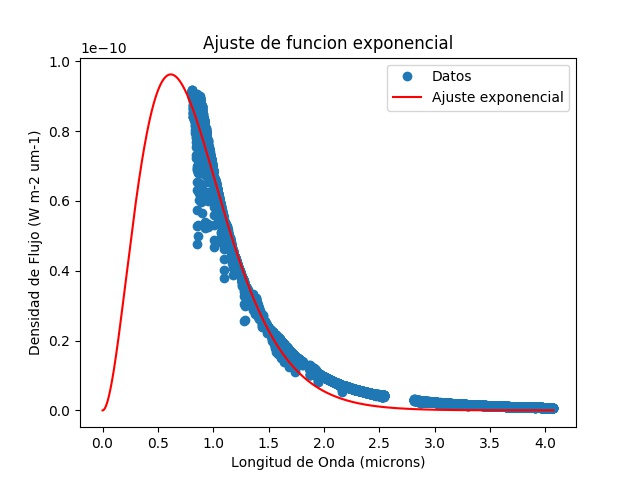 Ajuste de funcion exponencial
1e−10
Datos
Ajuste exponencial
Densidad de Flujo (W m-2 um-1)
1.0
0.8
0.6
0.4
0.2
0.0
0.0 0.5 1.0 1.5 2.0 2.5 3.0 3.5 4.0
Longitud de Onda (microns)